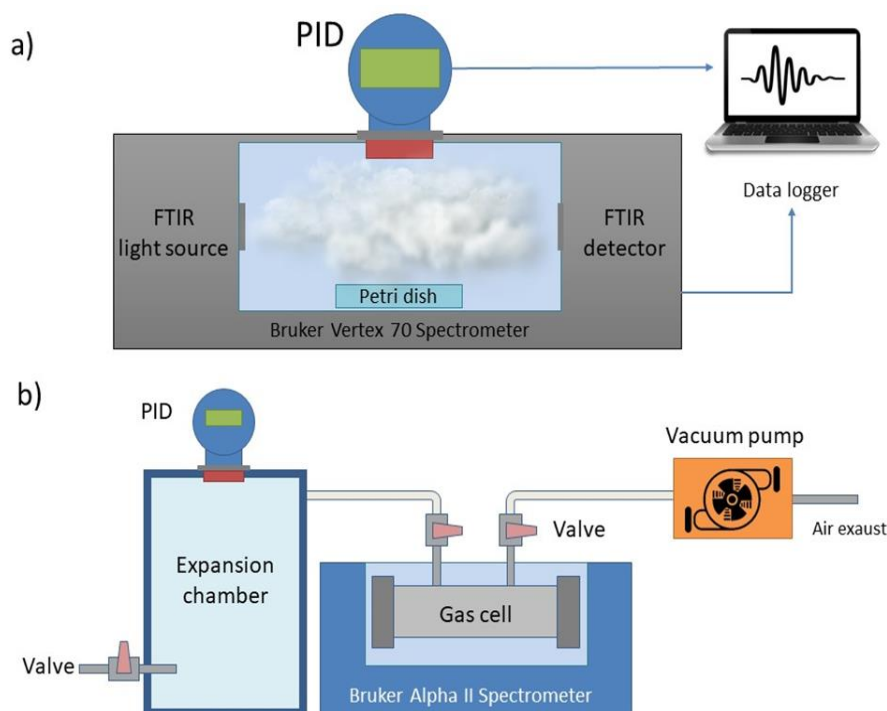 a)
PID
FTIR
light source
FTIR
detector
Data logger
Petri dish
Bruker Vertex 70 Spectrometer
b)
PID
Vacuum pump
Valve
Air exaust
Expansion
chamber
Gas cell
Valve
Bruker Alpha II Spectrometer